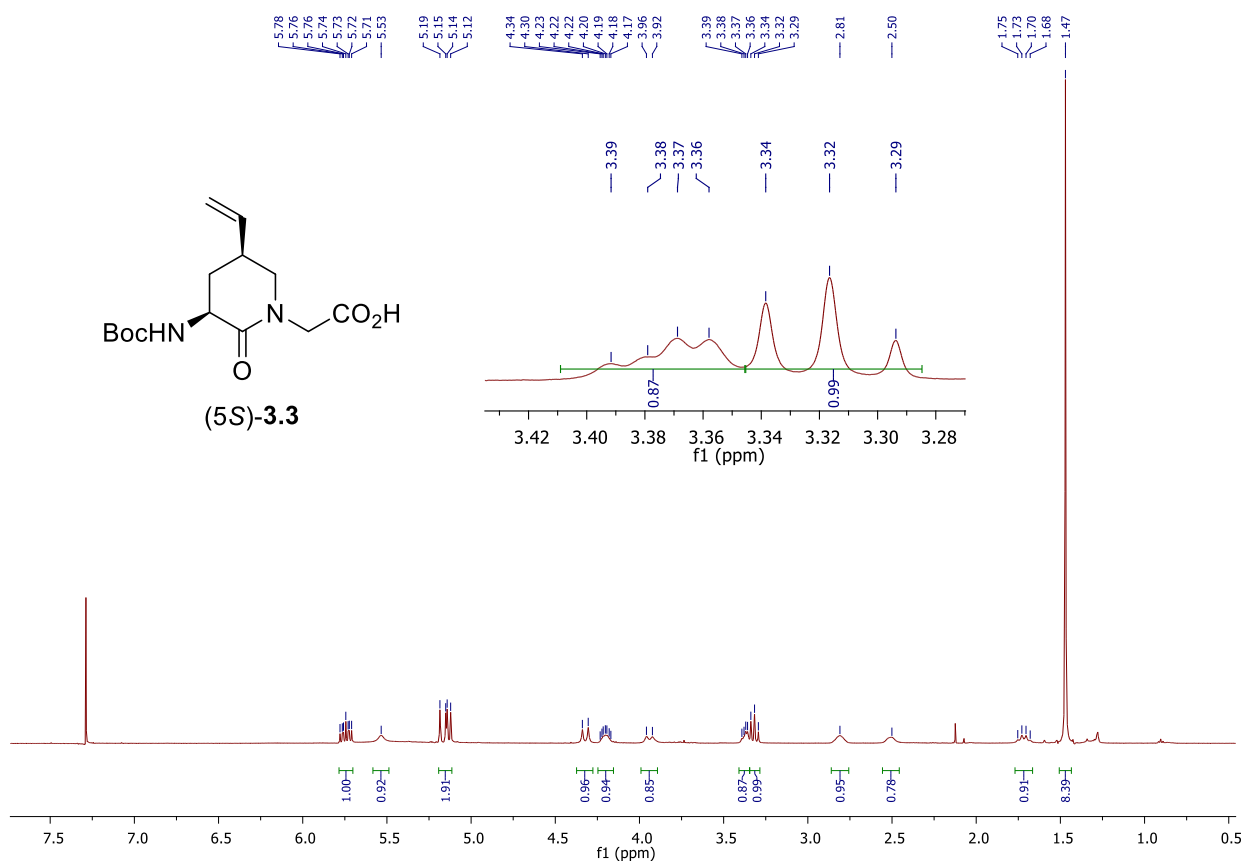 5.78 5.76 5.76 5.74 5.73 5.72 5.71 5.53 5.19 5.15 5.14 5.12 4.34 4.30 4.23 4.22 4.22 4.20 4.19 4.18 4.17 3.96 3.92 3.39 3.38 3.37 3.36 3.34 3.32 3.29 2.81 2.50 1.75 1.73 1.70 1.68 1.47
3.39 3.38 3.37 3.36 3.34 3.32 3.29
BocHN
N
CO2H
O
(5S)-3.3
0.87 0.99
3.42 3.40 3.38 3.36 3.34 3.32 3.30 3.28
f1 (ppm)
1.00 0.92 1.91 0.96 0.94 0.85 0.87 0.99 0.95 0.78 0.91 8.39
7.5 7.0 6.5 6.0 5.5 5.0 4.5 4.0 3.5 3.0 2.5 2.0 1.5 1.0 0.5
f1 (ppm)